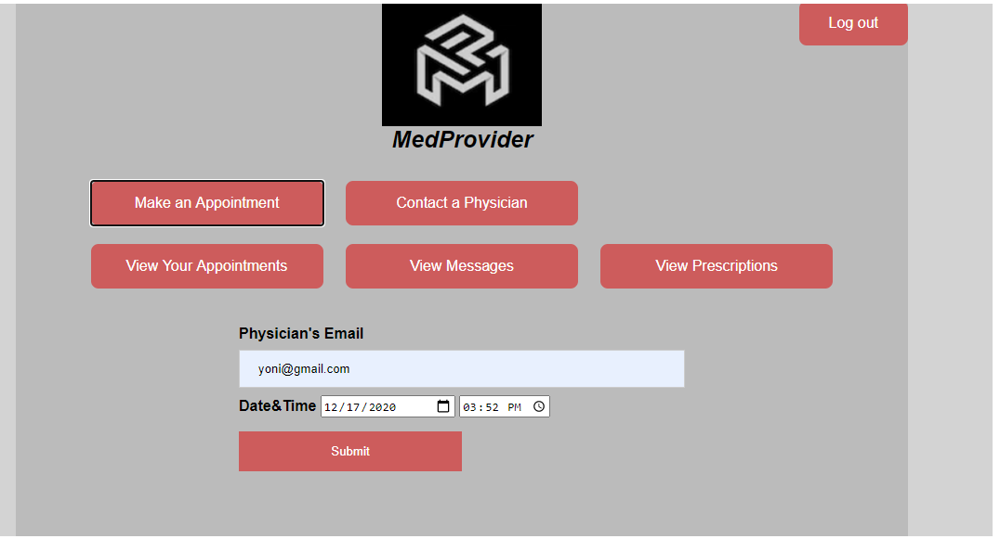 Log out
MedProvider
Make an Appointment Contact a Physician
View Your Appointments View Messages View Prescriptions
Physician's Email
yoni@gmail.com
Date&Time 12/17/2020 03:52 PM
Submit